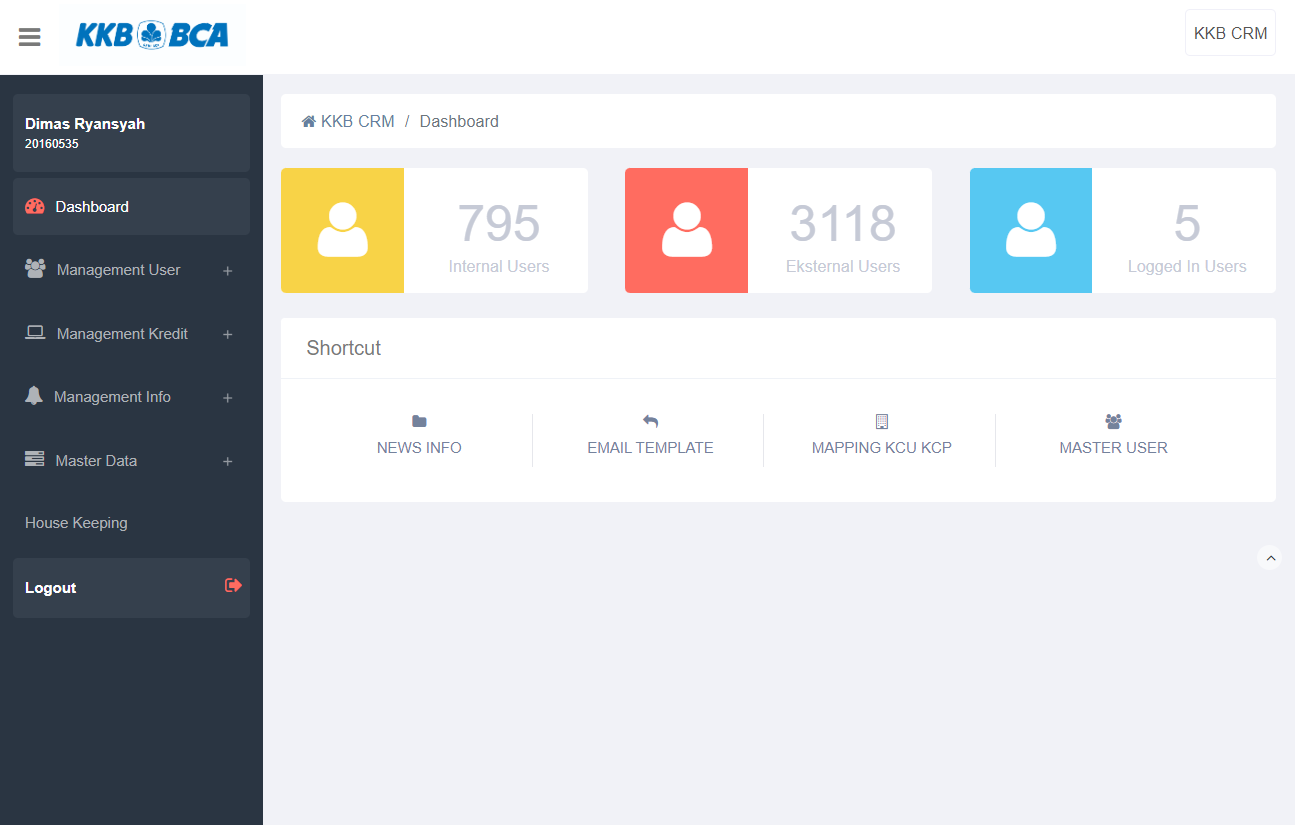 KKB BCA
KKB CRM
Dimas Ryansyah
20160535
Dashboard
Management User +
Management Kredit +
Management Info +
Master Data +
House Keeping
Logout
KKB CRM / Dashboard
795
Internal Users
3118
Eksternal Users
5
Logged In Users
Shortcut
NEWS INFO
EMAIL TEMPLATE
MAPPING KCU KCP
MASTER USER